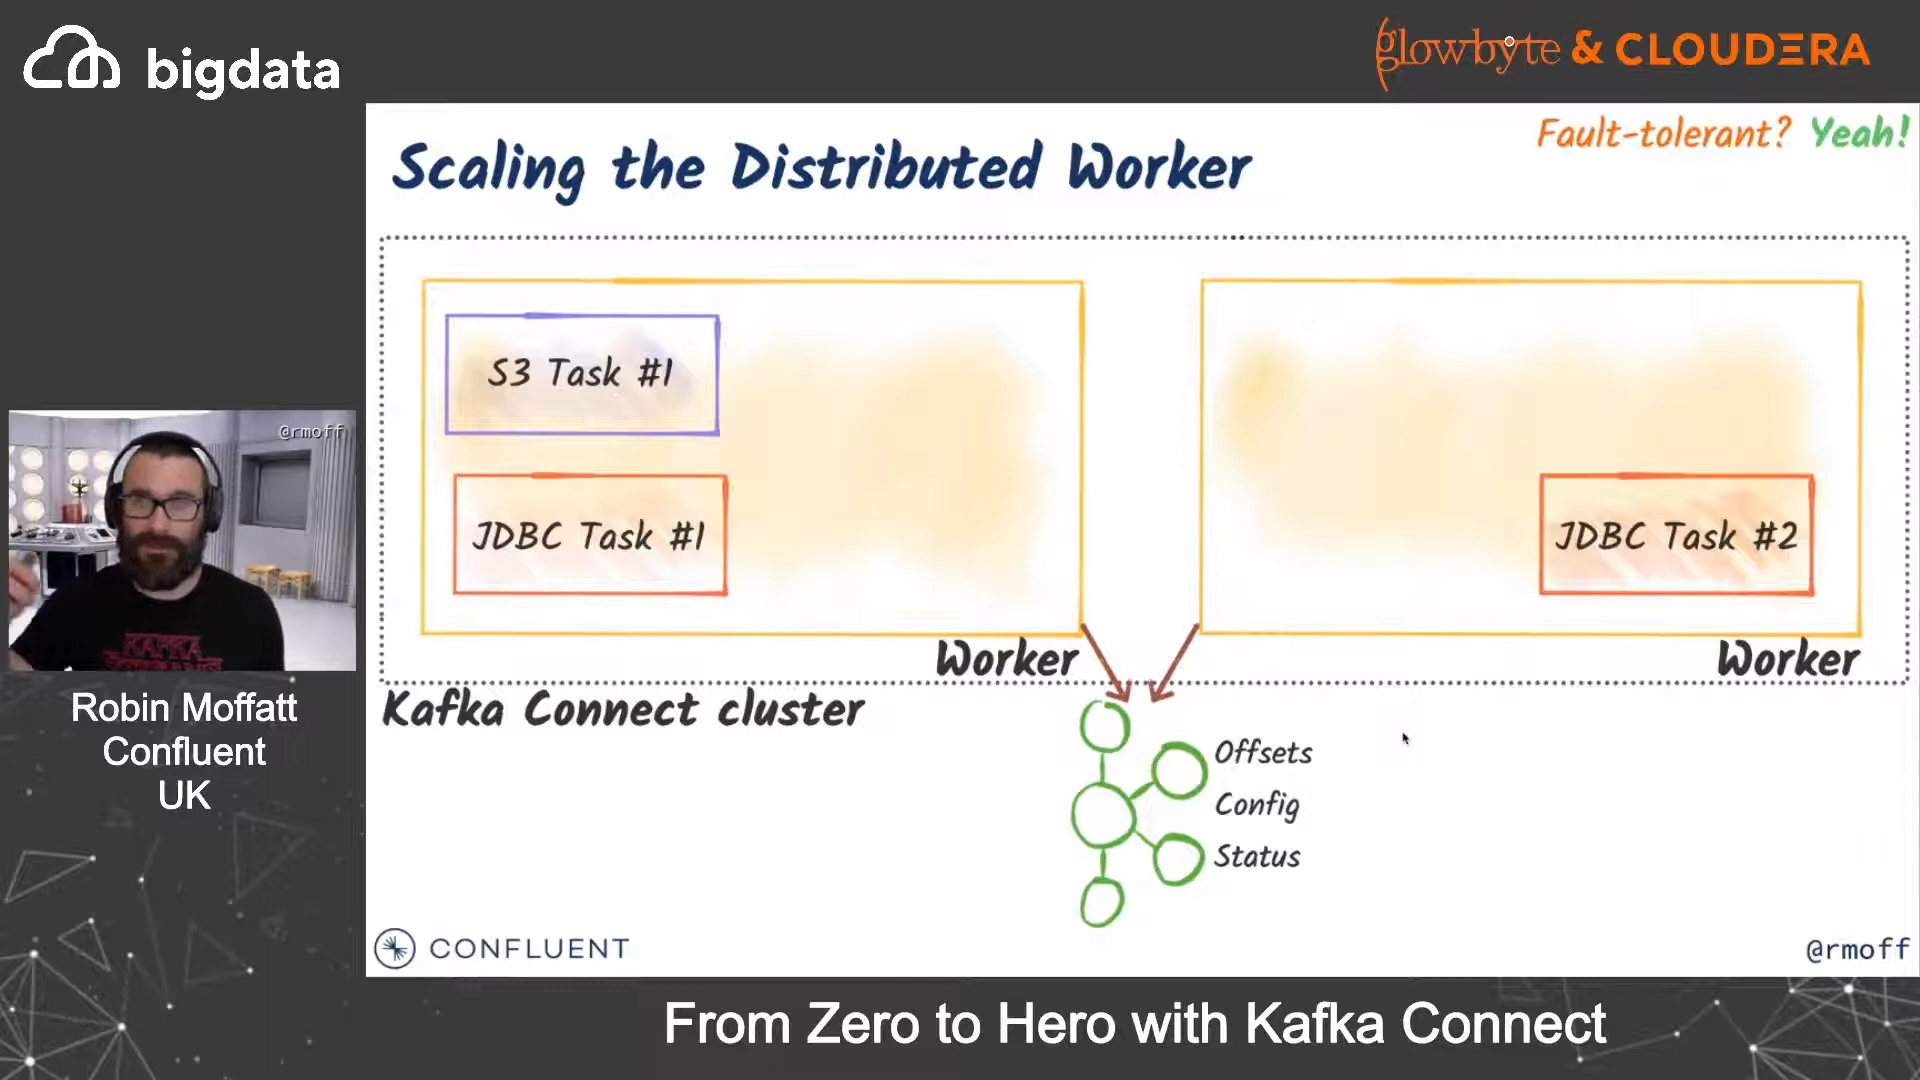 bigdata
glowbyte & CLOUDERA
Fault-tolerant? Yeah!
Scaling the Distributed Worker
S3 Task #1
JDBC Task #1
JDBC Task #2
Worker
Worker
Kafka Connect cluster
Offsets
Config
Status
@rmoff
KAFKA
Robin Moffatt
Confluent
UK
CONFLUENT
@rmoff
From Zero to Hero with Kafka Connect